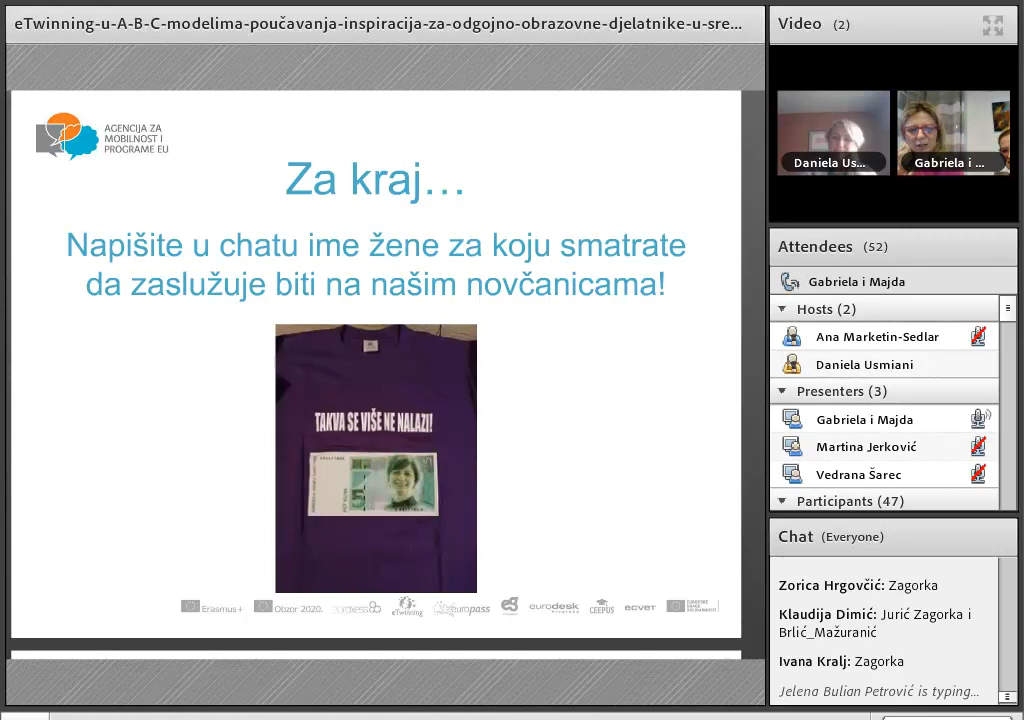 eTwinning-u-A-B-C-modelima-poučavanja-inspiracija-za-odgojno-obrazovne-djelatnike-u-sre...
AGENCIJA ZA
MOBILNOST I
PROGRAME EU
Za kraj…
Napišite u chatu ime žene za koju smatrate
da zaslužuje biti na našim novčanicama!
TAKVA SE VIŠE NE NALAZI!
Erasmus+
Obzor 2020.
euroguidance
eTwinning
europass
eurodesk
CEEPUS
ecvet
Video (2)
Daniela Us...
Gabriela i ...
Attendees (52)
Gabriela i Majda
Hosts (2)
Ana Marketin-Sedlar
Daniela Usmiani
Presenters (3)
Gabriela i Majda
Martina Jerković
Vedrana Šarec
Participants (47)
Chat (Everyone)
Zorica Hrgovčić: Zagorka
Klaudija Dimić: Jurić Zagorka i
Brlić_Mažuranić
Ivana Kralj: Zagorka
Jelena Bulian Petrović is typing...